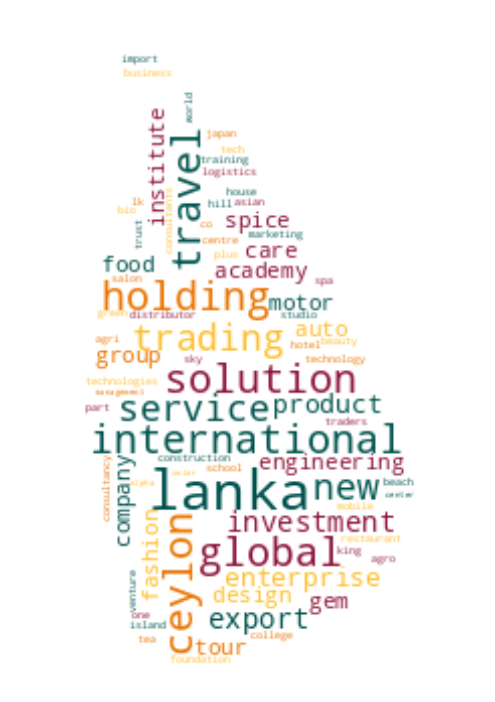 import
business
world
institute
travel
japan
tech
training
logistics
house
lk
hill asian
bio
consultants
trust
co
spice
marketing
centre
plus
care
food
academy
salon
spa
holding
motor
green distributor
studio
trading
auto
agri
hotel beauty
group
sky
technology
solution
technologies
management
part
service product
traders
international
construction
engineering
school
solar
consultancy
company
alpha
lanka new
beach
center
mobile
fashion
ceylon
investment
restaurant
global
king
agro
enterprise
venture
design
gem
one
export
island
tea
college
tour
foundation